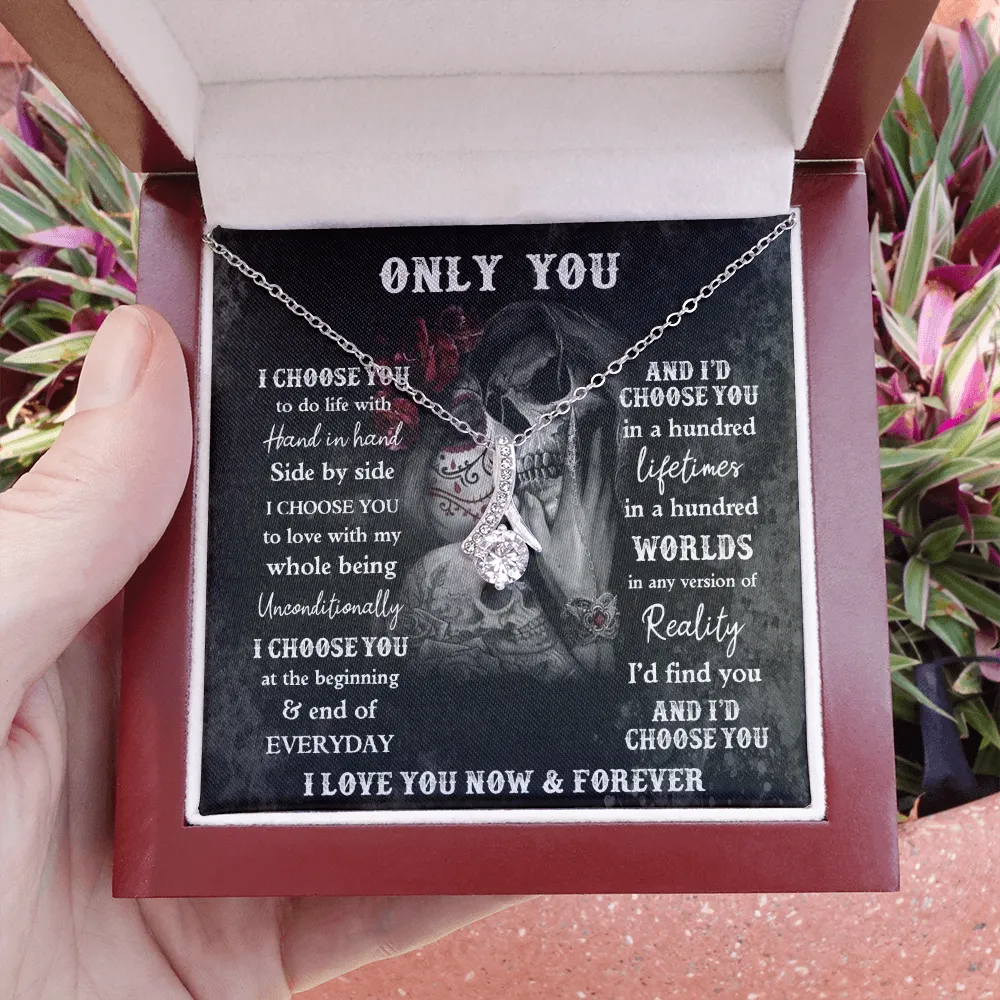 ONLY YOU
I CHOOSE YOU
to do life with
Hand in hand
Side by side
I CHOOSE YOU
to love with my
whole being
Unconditionally
I CHOOSE YOU
at the beginning
& end of
EVERYDAY
AND I'D
CHOOSE YOU
in a hundred
lifetimes
in a hundred
WORLDS
in any version of
Reality
I'd find you
AND I'D
CHOOSE YOU
I LOVE YOU NOW & FOREVER